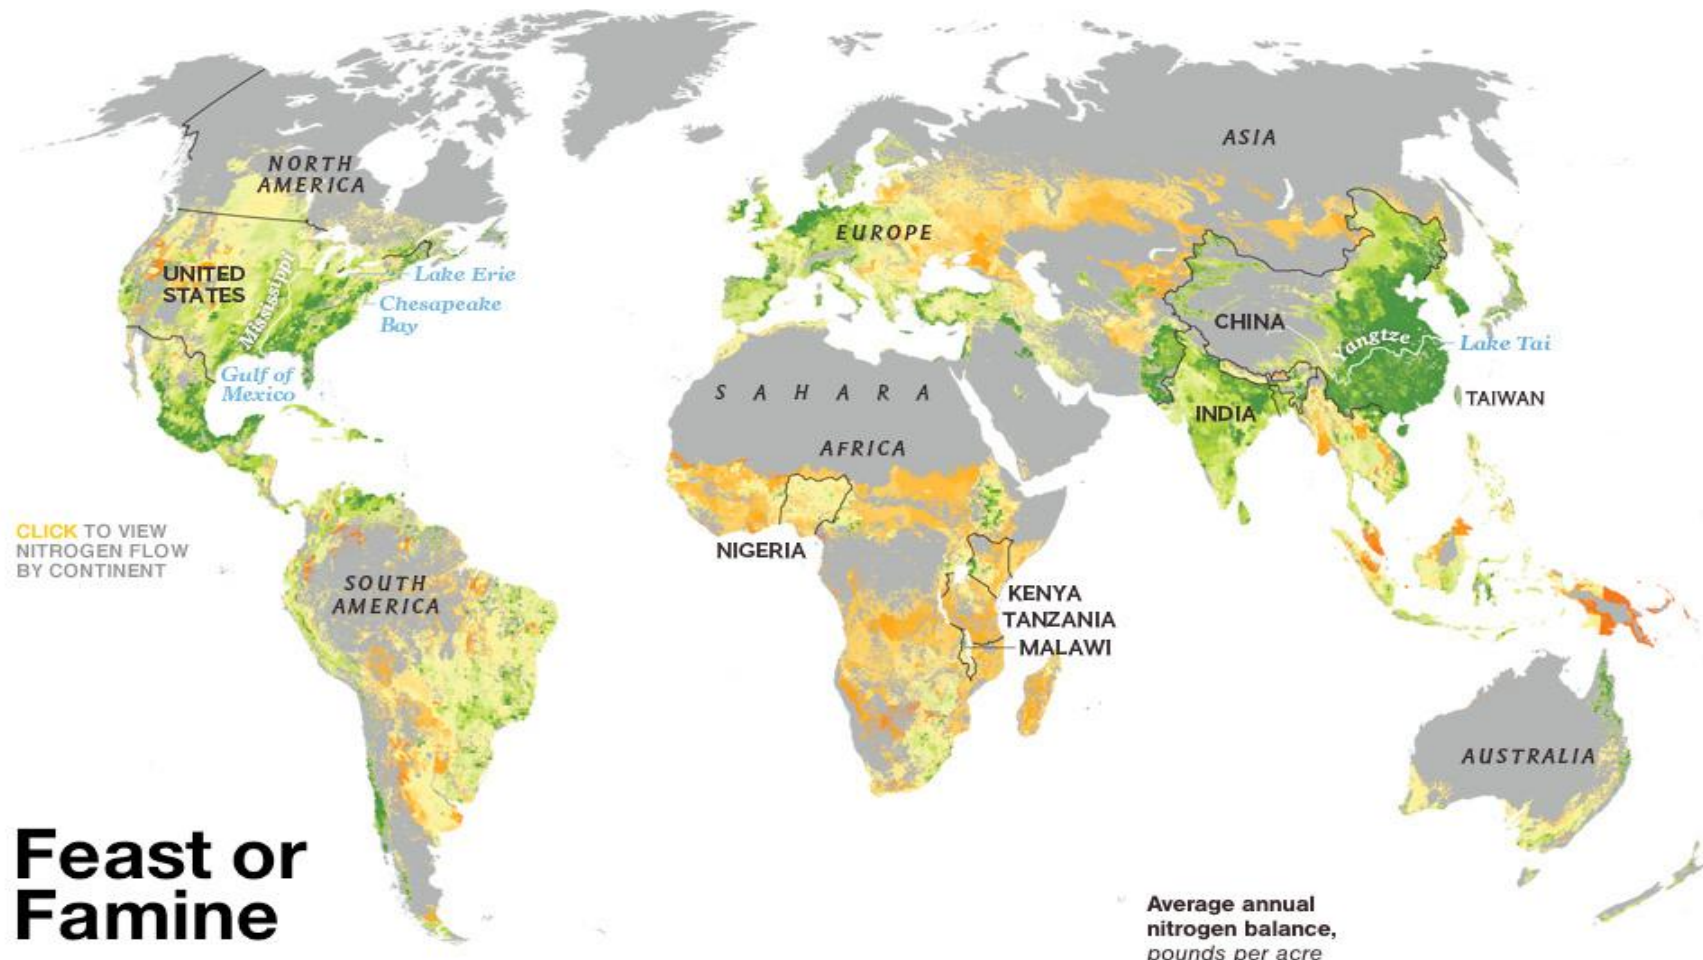 ASIA
NORTH
AMERICA
EUROPE
UNITED
STATES
Mississippi
Lake Erie
Chesapeake
Bay
Gulf of
Mexico
CHINA
Yangtze
Lake Tai
TAIWAN
INDIA
SAHARA
AFRICA
CLICK TO VIEW
NITROGEN FLOW
BY CONTINENT
NIGERIA
SOUTH
AMERICA
KENYA
TANZANIA
MALAWI
AUSTRALIA
Feast or
Famine
Average annual
nitrogen balance,
pounds per acre